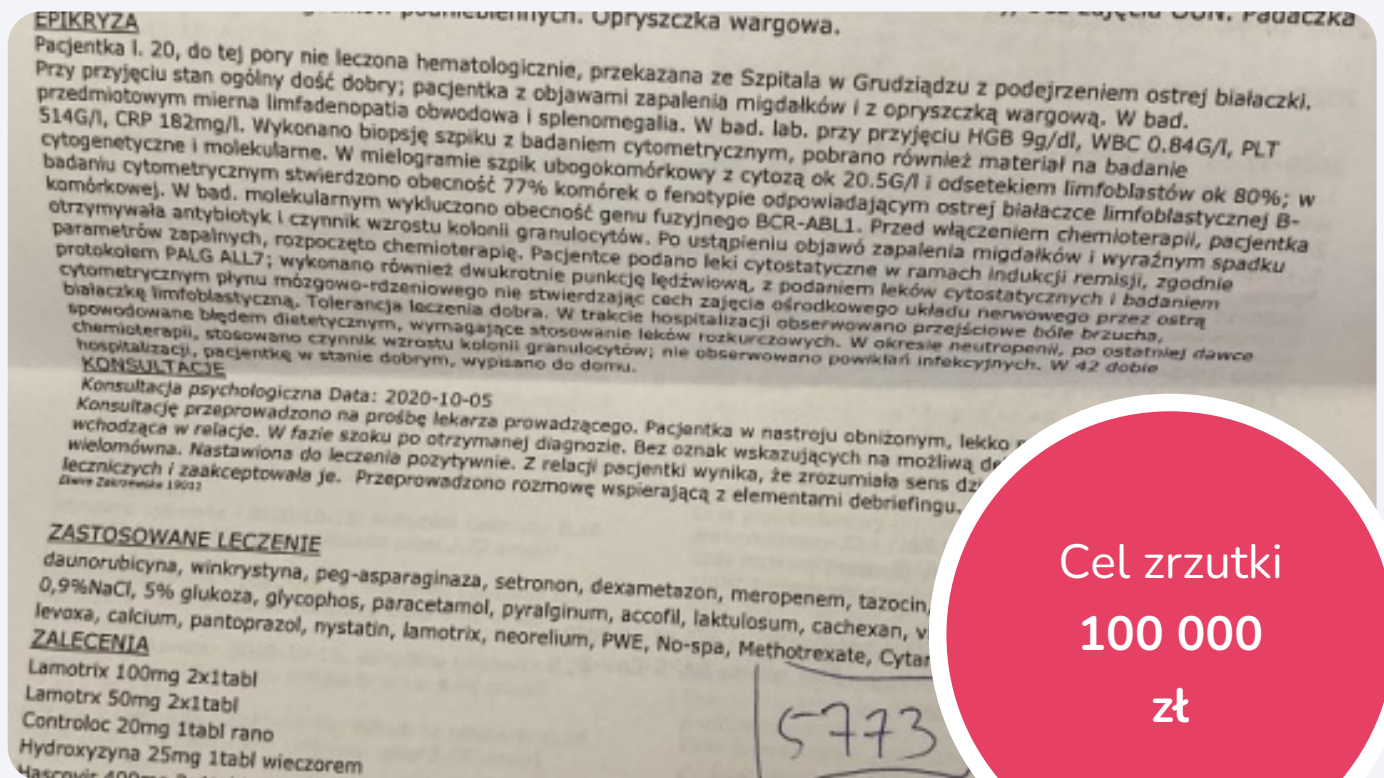 podniebiennych. Opryszczka wargowa.
zajęciu OUN. Padaczka
EPIKRYZA
Pacjentka l. 20, do tej pory nie leczona hematologicznie, przekazana ze Szpitala w Grudziądzu z podejrzeniem ostrej białaczki.
Przy przyjęciu stan ogólny dość dobry; pacjentka z objawami zapalenia migdałków i z opryszczką wargową. W bad.
przedmiotowym mierna limfadenopatia obwodowa i splenomegalia. W bad. lab. przy przyjęciu HGB 9g/dl, WBC 0.84G/l, PLT
514G/l, CRP 182mg/l. Wykonano biopsję szpiku z badaniem cytometrycznym, pobrano również materiał na badanie
cytogenetyczne i molekularne. W mielogramie szpik ubogokomórkowy z cytozą ok 20.5G/l i odsetekiem limfoblastów ok 80%; w
badaniu cytometrycznym stwierdzono obecność 77% komórek o fenotypie odpowiadającym ostrej białaczce limfoblastycznej B-
komórkowej. W bad. molekularnym wykluczono obecność genu fuzyjnego BCR-ABL1. Przed włączeniem chemioterapii, pacjentka
otrzymywała antybiotyk i czynnik wzrostu kolonii granulocytów. Po ustąpieniu objawó zapalenia migdałków i wyraźnym spadku
parametrów zapalnych, rozpoczęto chemioterapię. Pacjentce podano leki cytostatyczne w ramach indukcji remisji, zgodnie
protokołem PALG ALL7; wykonano również dwukrotnie punkcję lędźwiową, z podaniem leków cytostatycznych i badaniem
cytometrycznym płynu mózgowo-rdzeniowego nie stwierdzając cech zajęcia ośrodkowego układu nerwowego przez ostrą
białaczkę limfoblastyczną. Tolerancja leczenia dobra. W trakcie hospitalizacji obserwowano przejściowe bóle brzucha,
spowodowane błędem dietetycznym, wymagające stosowanie leków rozkurczowych. W okresie neutropenii, po ostatniej dawce
chemioterapii, stosowano czynnik wzrostu kolonii granulocytów; nie obserwowano powikłań infekcyjnych. W 42 dobie
hospitalizacji, pacjentkę w stanie dobrym, wypisano do domu.
KONSULTACJE
Konsultacja psychologiczna Data: 2020-10-05
Konsultację przeprowadzono na prośbę lekarza prowadzącego. Pacjentka w nastroju obniżonym, lekko
wchodząca w relacje. W fazie szoku po otrzymanej diagnozie. Bez oznak wskazujących na możliwą
wielomówna. Nastawiona do leczenia pozytywnie. Z relacji pacjentki wynika, że zrozumiała sens
leczniczych i zaakceptowała je. Przeprowadzono rozmowę wspierającą z elementami debriefingu.
Zakrzewska
ZASTOSOWANE LECZENIE
daunorubicyna, winkrystyna, peg-asparaginaza, setronon, dexametazon, meropenem, tazocin,
0,9%NaCl, 5% glukoza, glycophos, paracetamol, pyralginum, accofil, laktulosum, cachexan,
levoxa, calcium, pantoprazol, nystatin, lamotrix, neorelium, PWE, No-spa, Methotrexate,
ZALECENIA
Lamotrix 100mg 2x1tabl
Lamotrx 50mg 2x1tabl
Controloc 20mg 1tabl rano
Hydroxyzyna 25mg 1tabl wieczorem
5773
Cel zrzutki
100 000
zł